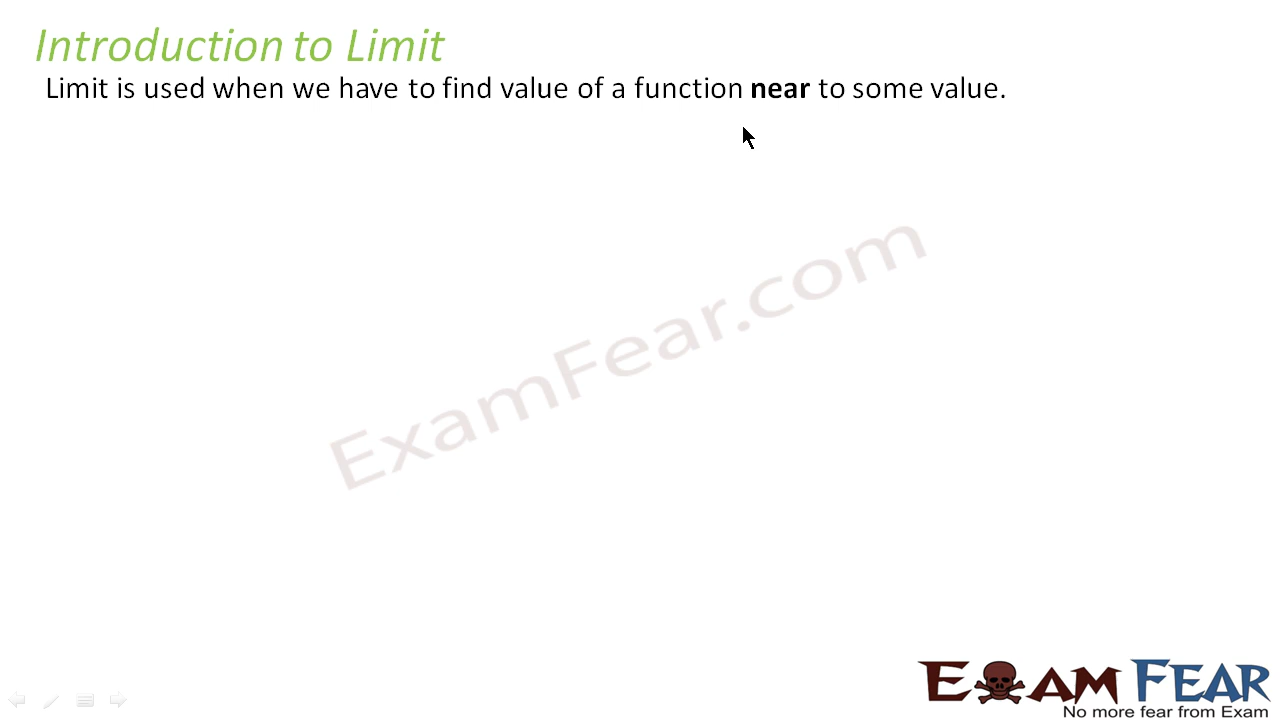 Introduction to Limit
Limit is used when we have to find value of a function near to some value.
ExamFear.com
EXAM FEAR
No more fear from Exam